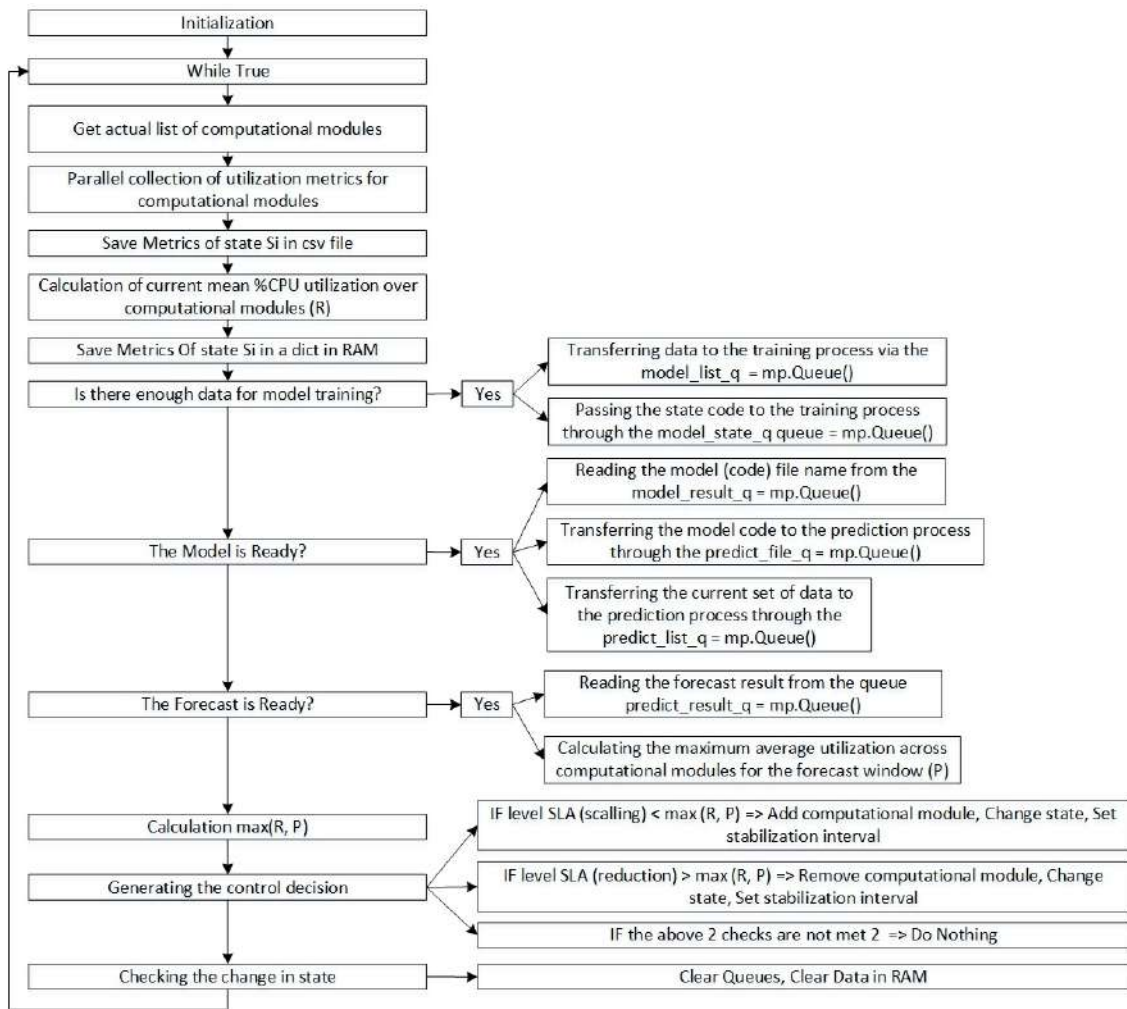 Initialization
While True
Get actual list of computational modules
Parallel collection of utilization metrics for
computational modules
Save Metrics of state Si in csv file
Calculation of current mean %CPU utilization over
computational modules (R)
Save Metrics Of state Si in a dict in RAM
Is there enough data for model training?
Yes
Transferring data to the training process via the
model_list_q = mp.Queue()
Passing the state code to the training process
through the model_state_q queue = mp.Queue()
The Model is Ready?
Yes
Reading the model (code) file name from the
model_result_q = mp.Queue()
Transferring the model code to the prediction process
through the predict_file_q = mp.Queue()
Transferring the current set of data to
the prediction process through the
predict_list_q = mp.Queue()
The Forecast is Ready?
Yes
Reading the forecast result from the queue
predict_result_q = mp.Queue()
Calculating the maximum average utilization across
computational modules for the forecast window (P)
Calculation max(R, P)
Generating the control decision
IF level SLA (scalling) < max (R, P) => Add computational module, Change state, Set
stabilization interval
IF level SLA (reduction) > max (R, P) => Remove computational module, Change
state, Set stabilization interval
IF the above 2 checks are not met 2 => Do Nothing
Checking the change in state
Clear Queues, Clear Data in RAM